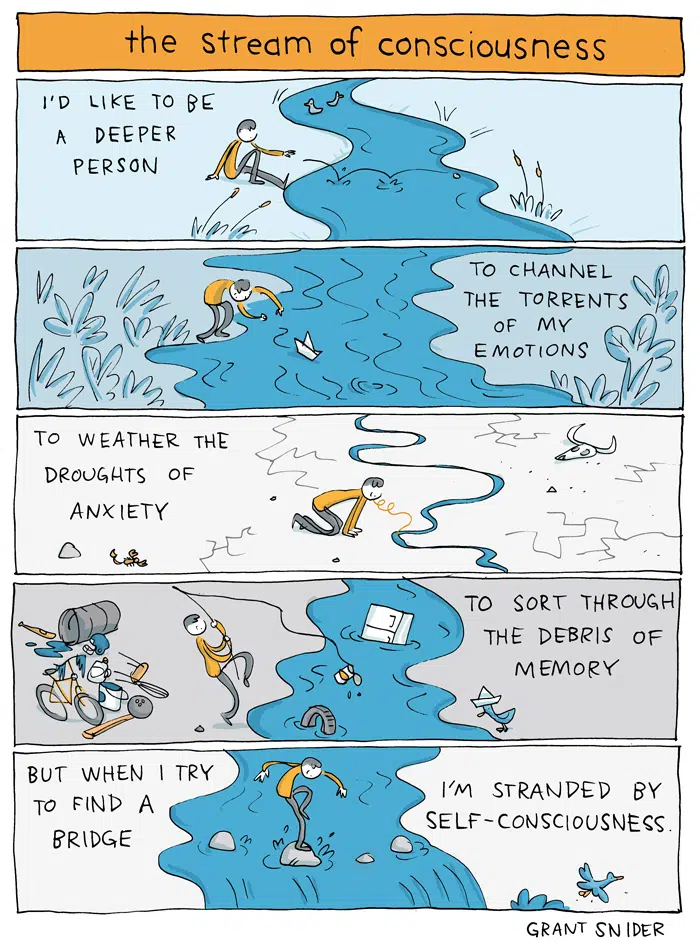 the stream of consciousness
I'D LIKE TO BE
A DEEPER
PERSON
TO CHANNEL
THE TORRENTS
OF MY
EMOTIONS
TO WEATHER THE
DROUGHTS OF
ANXIETY
TO SORT THROUGH
THE DEBRIS OF
MEMORY
BUT WHEN I TRY
TO FIND A
BRIDGE
I'M STRANDED BY
SELF-CONSCIOUSNESS.
GRANT SNIDER